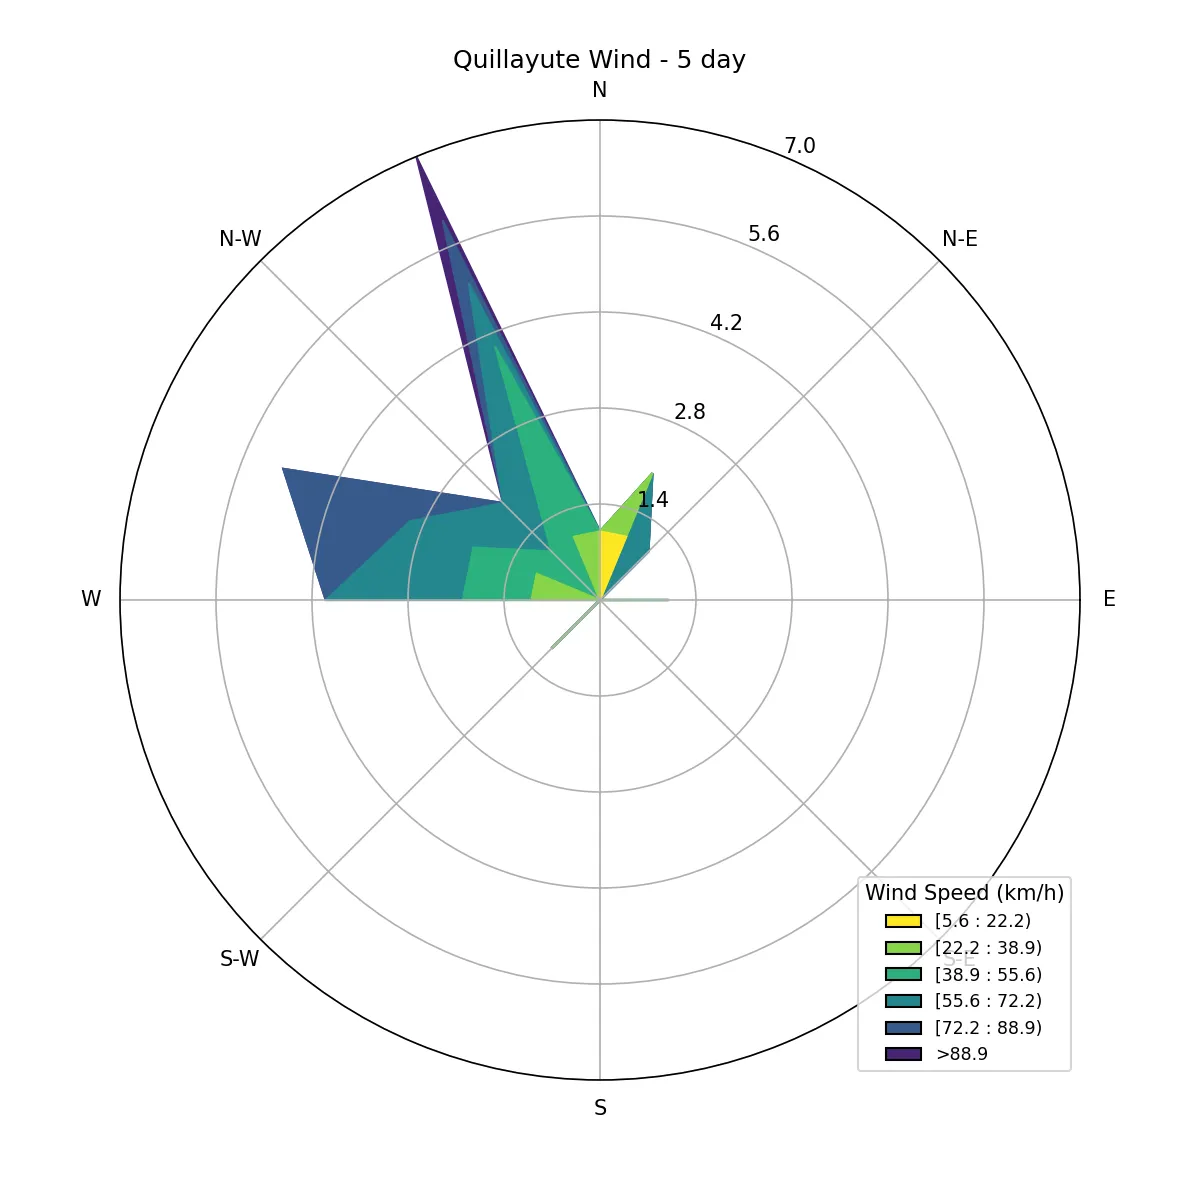 Quillayute Wind - 5 day
N
7.0
N-W
5.6
N-E
4.2
2.8
1.4
W
E
S-W
S-E
S
Wind Speed (km/h)
[5.6 : 22.2)
[22.2 : 38.9)
[38.9 : 55.6)
[55.6 : 72.2)
[72.2 : 88.9)
>88.9